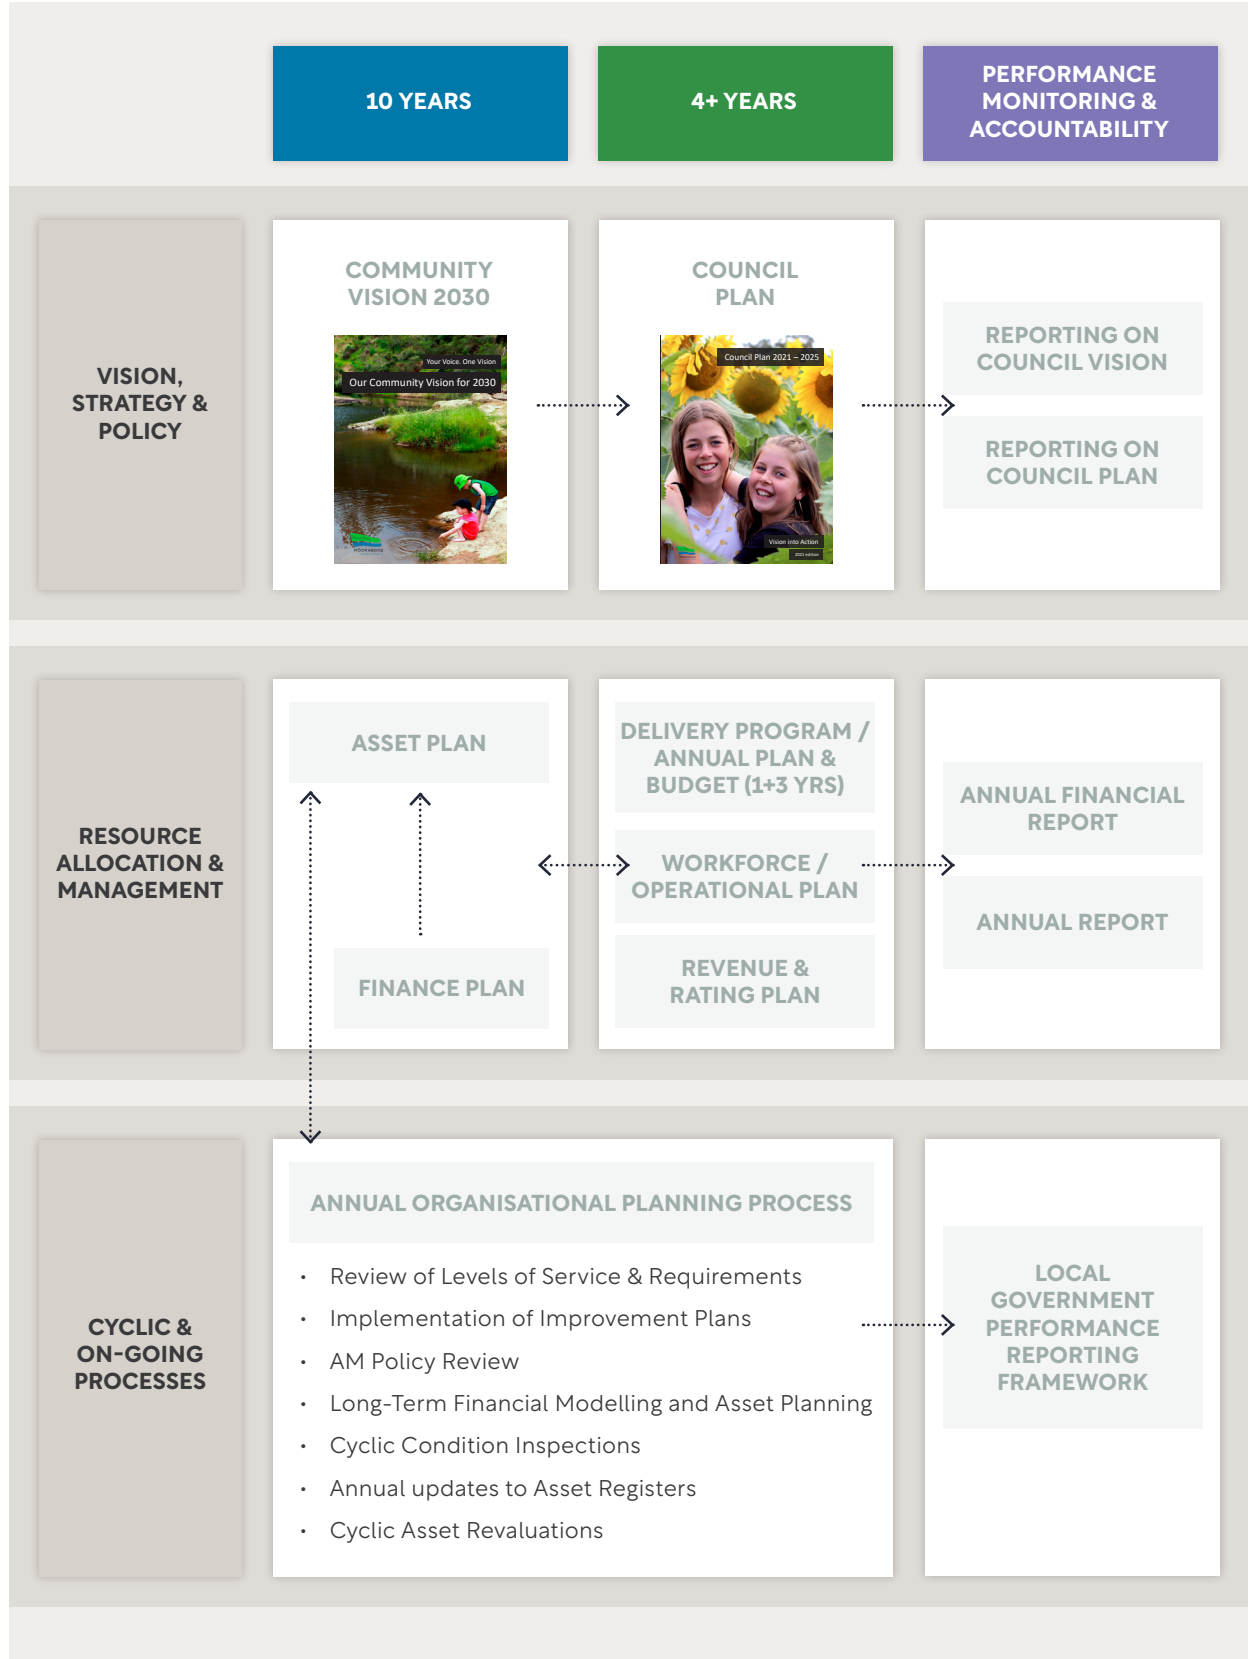 10 YEARS
4+ YEARS
PERFORMANCE
MONITORING &
ACCOUNTABILITY
VISION,
STRATEGY &
POLICY
COMMUNITY
VISION 2030
Your Voice. One Vision
Our Community Vision for 2030
MOORABOOL
COUNCIL
PLAN
Council Plan 2021 – 2025
Vision into Action
2021 edition
REPORTING ON
COUNCIL VISION
REPORTING ON
COUNCIL PLAN
RESOURCE
ALLOCATION &
MANAGEMENT
ASSET PLAN
FINANCE PLAN
DELIVERY PROGRAM /
ANNUAL PLAN &
BUDGET (1+3 YRS)
WORKFORCE /
OPERATIONAL PLAN
REVENUE &
RATING PLAN
ANNUAL FINANCIAL
REPORT
ANNUAL REPORT
CYCLIC &
ON-GOING
PROCESSES
ANNUAL ORGANISATIONAL PLANNING PROCESS
• Review of Levels of Service & Requirements
• Implementation of Improvement Plans
• AM Policy Review
• Long-Term Financial Modelling and Asset Planning
• Cyclic Condition Inspections
• Annual updates to Asset Registers
• Cyclic Asset Revaluations
LOCAL
GOVERNMENT
PERFORMANCE
REPORTING
FRAMEWORK